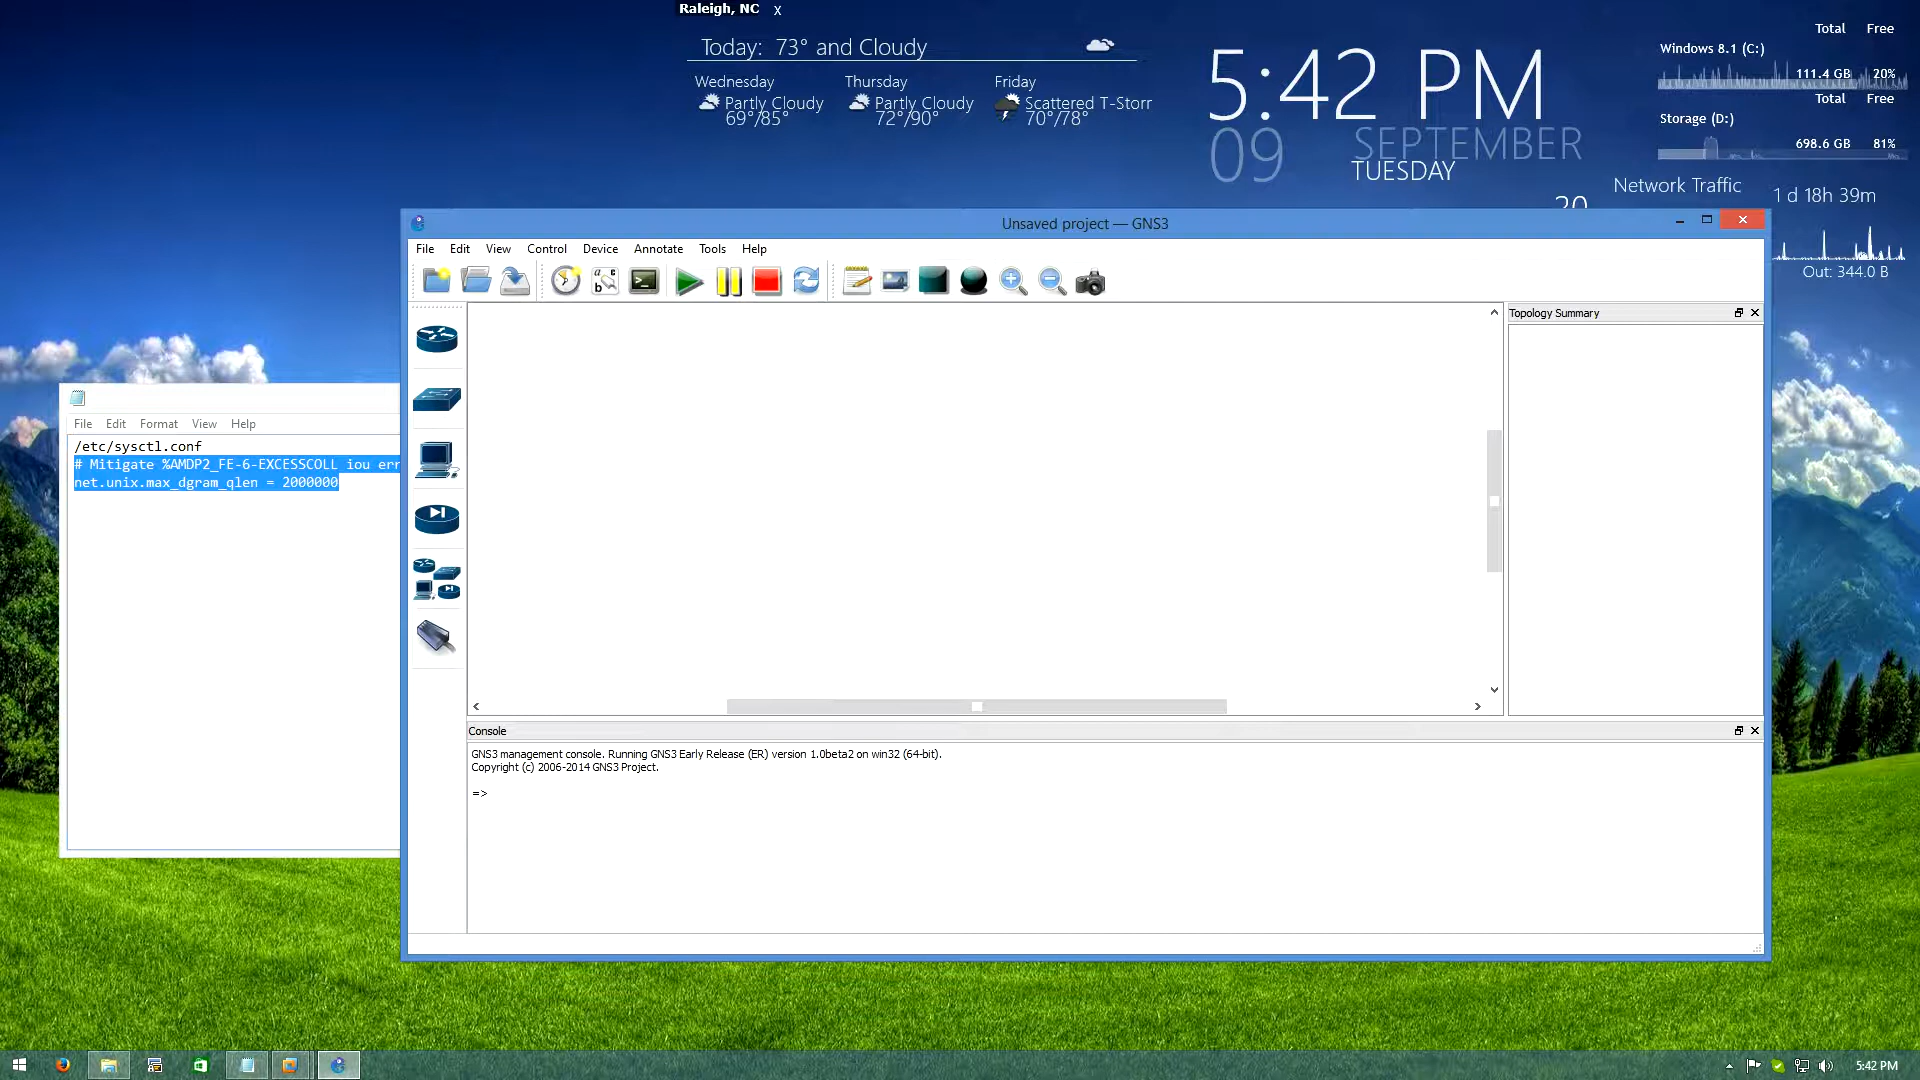 Raleigh, NC x
Today: 73° and Cloudy
Wednesday
Partly Cloudy
69°/85°
Thursday
Partly Cloudy
72°/90°
Friday
Scattered T-Storr
70°/78°
5:42 PM
09
SEPTEMBER
TUESDAY
Total Free
Windows 8.1 (C:)
111.4 GB 20%
Total Free
Storage (D:)
698.6 GB 81%
Network Traffic
1 d 18h 39m
Out: 344.0 B
Unsaved project — GNS3
File Edit View Control Device Annotate Tools Help
Topology Summary
File Edit Format View Help
/etc/sysctl.conf
# Mitigate %AMDP2_FE-6-EXCESSCOLL iou err
net.unix.max_dgram_qlen = 2000000
Console
GNS3 management console. Running GNS3 Early Release (ER) version 1.0beta2 on win32 (64-bit).
Copyright (c) 2006-2014 GNS3 Project.
=>
5:42 PM